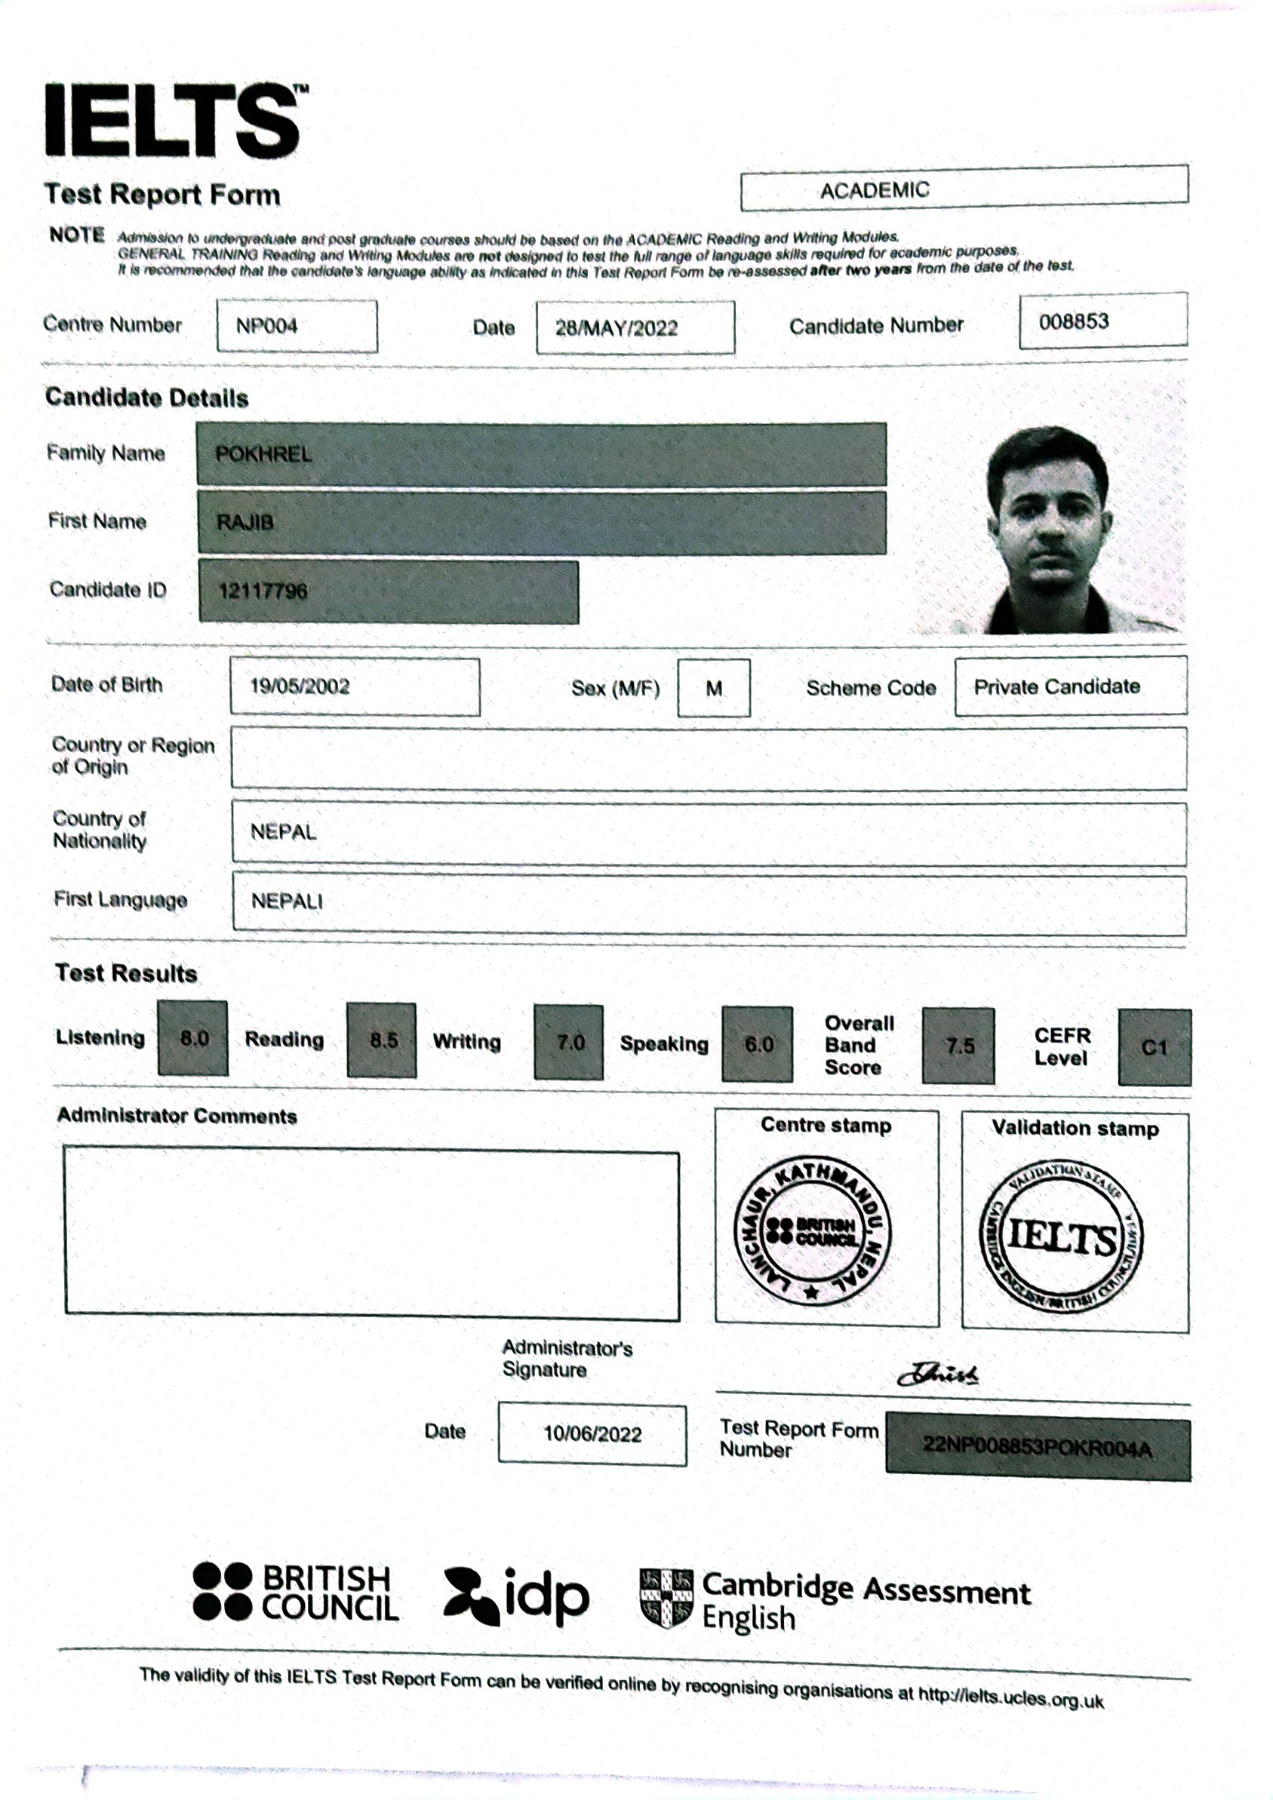 IELTS™
Test Report Form
ACADEMIC
NOTE Admission to undergraduate and post graduate courses should be based on the ACADEMIC Reading and Writing Modules.
GENERAL TRAINING Reading and Writing Modules are not designed to test the full range of language skills required for academic purposes.
It is recommended that the candidate's language ability as indicated in this Test Report Form be re-assessed after two years from the date of the test.
Centre Number NP004 Date 28/MAY/2022 Candidate Number 008853
Candidate Details
Family Name POKHREL
First Name RAJIB
Candidate ID 12117796
Date of Birth 19/05/2002 Sex (M/F) M Scheme Code Private Candidate
Country or Region
of Origin
Country of
Nationality
NEPAL
First Language NEPALI
Test Results
Listening 8.0 Reading 8.5 Writing 7.0 Speaking 6.0
Overall
Band
Score
7.5
CEFR
Level
C1
Administrator Comments
Centre stamp
LAINCHAUR, KATHMANDU, NEPAL
BRITISH
COUNCIL
Validation stamp
VALIDATION STAMP
IELTS
CAMBRIDGE ENGLISH/BRITISH COUNCIL/IDP:IA
Administrator's
Signature
Date 10/06/2022
Test Report Form
Number
22NP008853POKR004A
BRITISH
COUNCIL
idp
Cambridge Assessment
English
The validity of this IELTS Test Report Form can be verified online by recognising organisations at http://ielts.ucles.org.uk